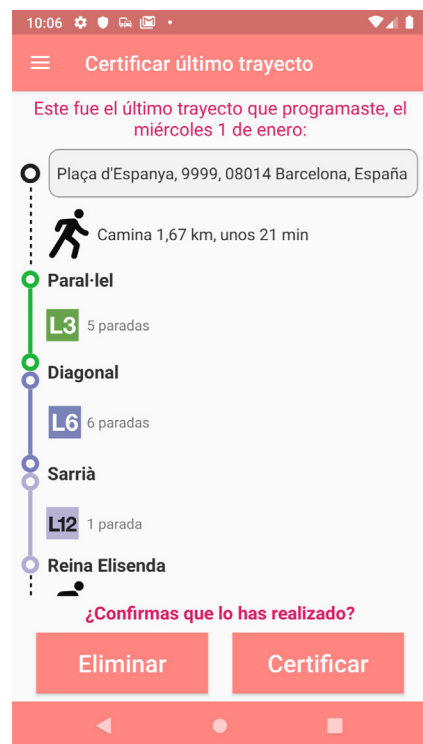 10:06
Certificar último trayecto
Este fue el último trayecto que programaste, el
miércoles 1 de enero:
Plaça d'Espanya, 9999, 08014 Barcelona, España
Camina 1,67 km, unos 21 min
Paral·lel
L3 5 paradas
Diagonal
L6 6 paradas
Sarrià
L12 1 parada
Reina Elisenda
¿Confirmas que lo has realizado?
Eliminar Certificar